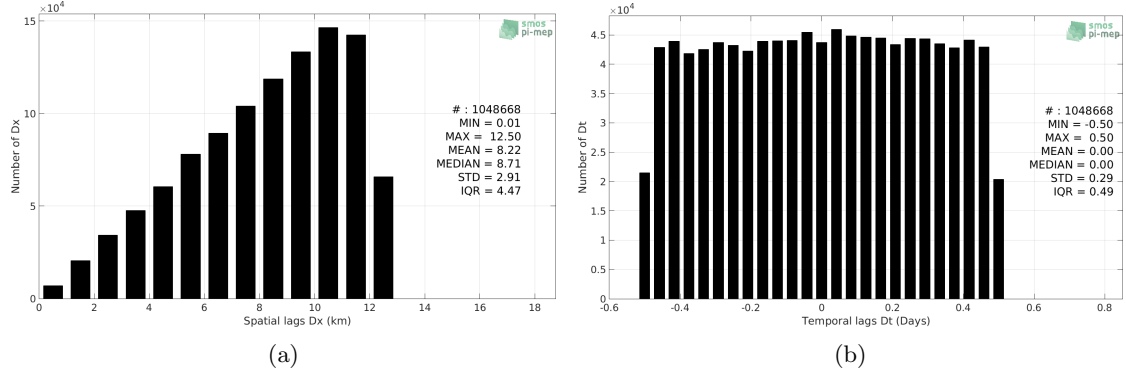 ×10⁴
15
10
5
0
0 2 4 6 8 10 12 14 16 18
Number of Dx
Spatial lags Dx (km)
smos
pi-mep
# : 1048668
MIN = 0.01
MAX = 12.50
MEAN = 8.22
MEDIAN = 8.71
STD = 2.91
IQR = 4.47
(a)
×10⁴
4.5
4
3.5
3
2.5
2
1.5
1
0.5
0
-0.6 -0.4 -0.2 0 0.2 0.4 0.6 0.8
Number of Dt
Temporal lags Dt (Days)
smos
pi-mep
# : 1048668
MIN = -0.50
MAX = 0.50
MEAN = 0.00
MEDIAN = 0.00
STD = 0.29
IQR = 0.49
(b)